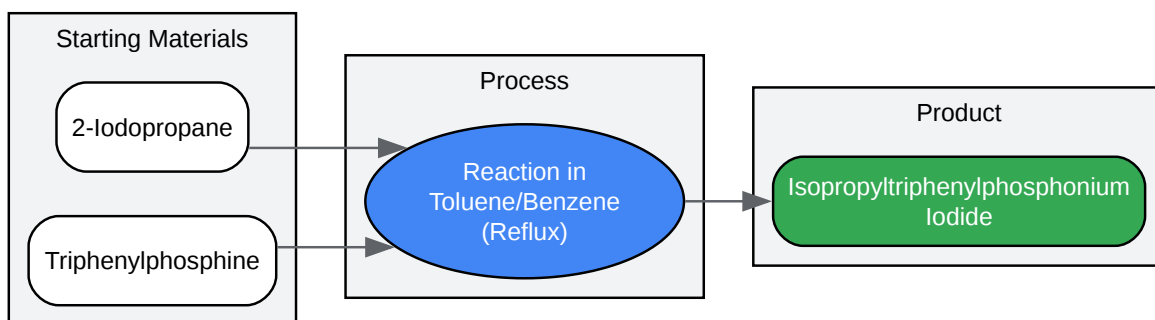 Starting Materials
2-Iodopropane
Triphenylphosphine
Process
Reaction in
Toluene/Benzene
(Reflux)
Product
Isopropyltriphenylphosphonium
Iodide